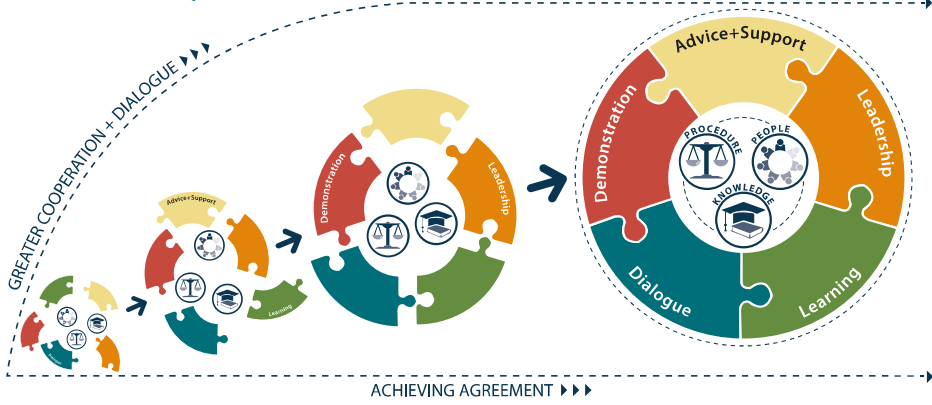 GREATER COOPERATION + DIALOGUE
Advice+Support
Learning
Demonstration
Leadership
Advice+Support
Demonstration
Leadership
PROCEDURE
PEOPLE
KNOWLEDGE
Dialogue
Learning
ACHIEVING AGREEMENT